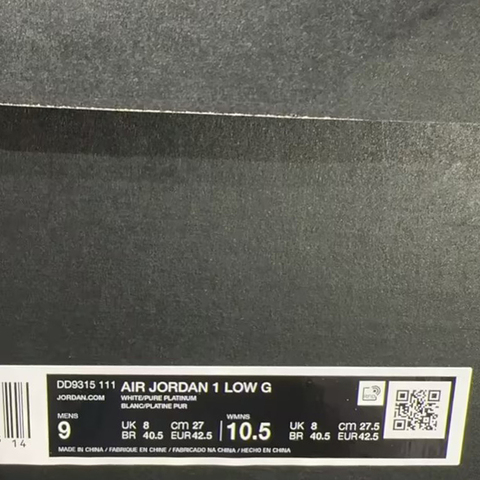 DD9315 111 AIR JORDAN 1 LOW G
JORDAN.COM
WHITE/PURE PLATINUM
BLANC/PLATINE PUR
MENS
9
UK 8 CM 27
BR 40.5 EUR 42.5
WMNS
10.5
UK 8 CM 27.5
BR 40.5 EUR 42.5
MADE IN CHINA / FABRIQUE EN CHINE / FABRICADO NA CHINA / HECHO EN CHINA
14